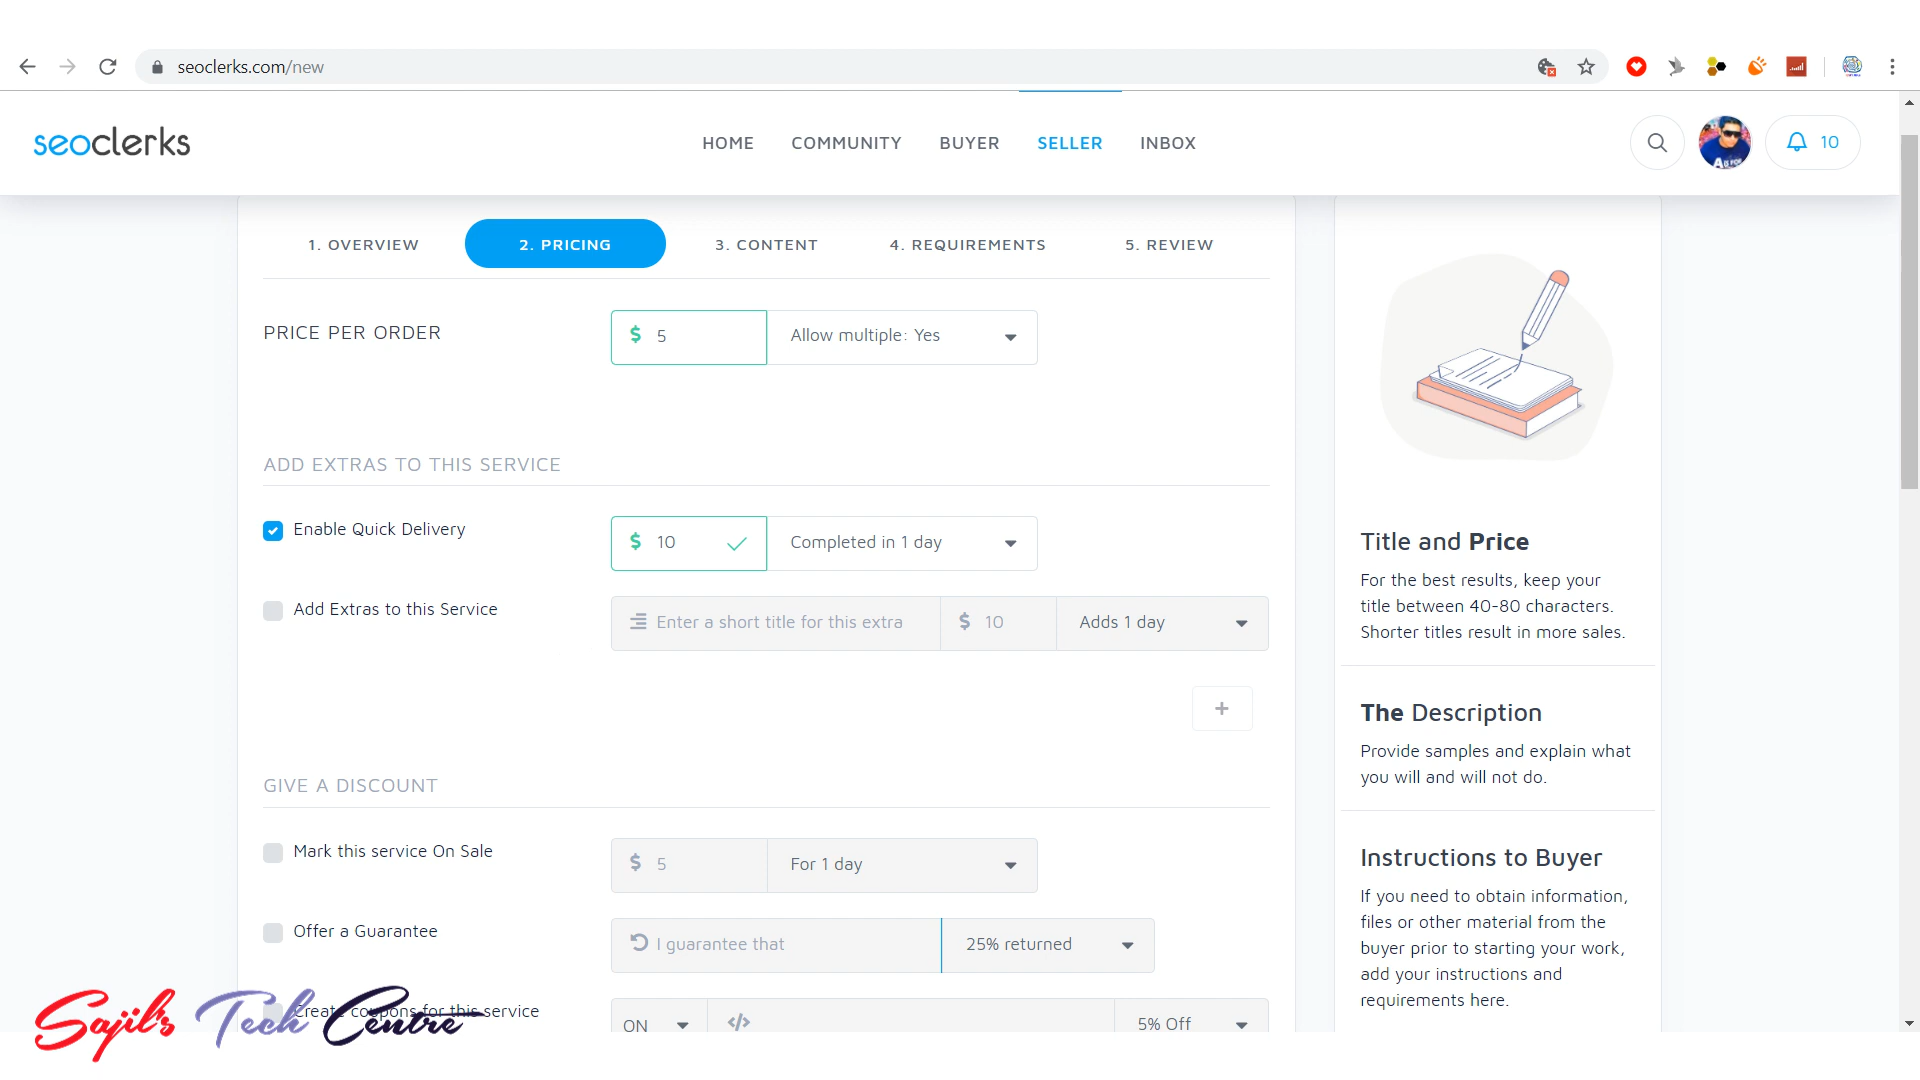 seoclerks.com/new
seoclerks
HOME COMMUNITY BUYER SELLER INBOX
10
1. OVERVIEW 2. PRICING 3. CONTENT 4. REQUIREMENTS 5. REVIEW
PRICE PER ORDER
$ 5 Allow multiple: Yes
ADD EXTRAS TO THIS SERVICE
Enable Quick Delivery $ 10 Completed in 1 day
Add Extras to this Service Enter a short title for this extra $ 10 Adds 1 day
+
GIVE A DISCOUNT
Mark this service On Sale $ 5 For 1 day
Offer a Guarantee I guarantee that 25% returned
Create coupons for this service ON </> 5% Off
Title and Price
For the best results, keep your
title between 40-80 characters.
Shorter titles result in more sales.
The Description
Provide samples and explain what
you will and will not do.
Instructions to Buyer
If you need to obtain information,
files or other material from the
buyer prior to starting your work,
add your instructions and
requirements here.
Sajil's Tech Centre